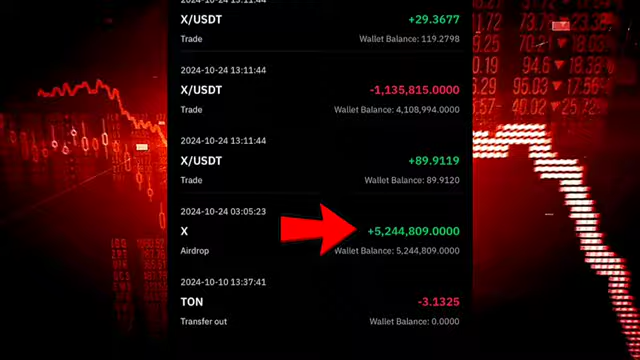 X/USDT +29.3677
Trade Wallet Balance: 119.2798
2024-10-24 13:11:44
X/USDT -1,135,815.0000
Trade Wallet Balance: 4,108,994.0000
2024-10-24 13:11:44
X/USDT +89.9119
Trade Wallet Balance: 89.9120
2024-10-24 03:05:23
X +5,244,809.0000
Airdrop Wallet Balance: 5,244,809.0000
2024-10-10 13:37:41
TON -3.1325
Transfer out Wallet Balance: 0.0000